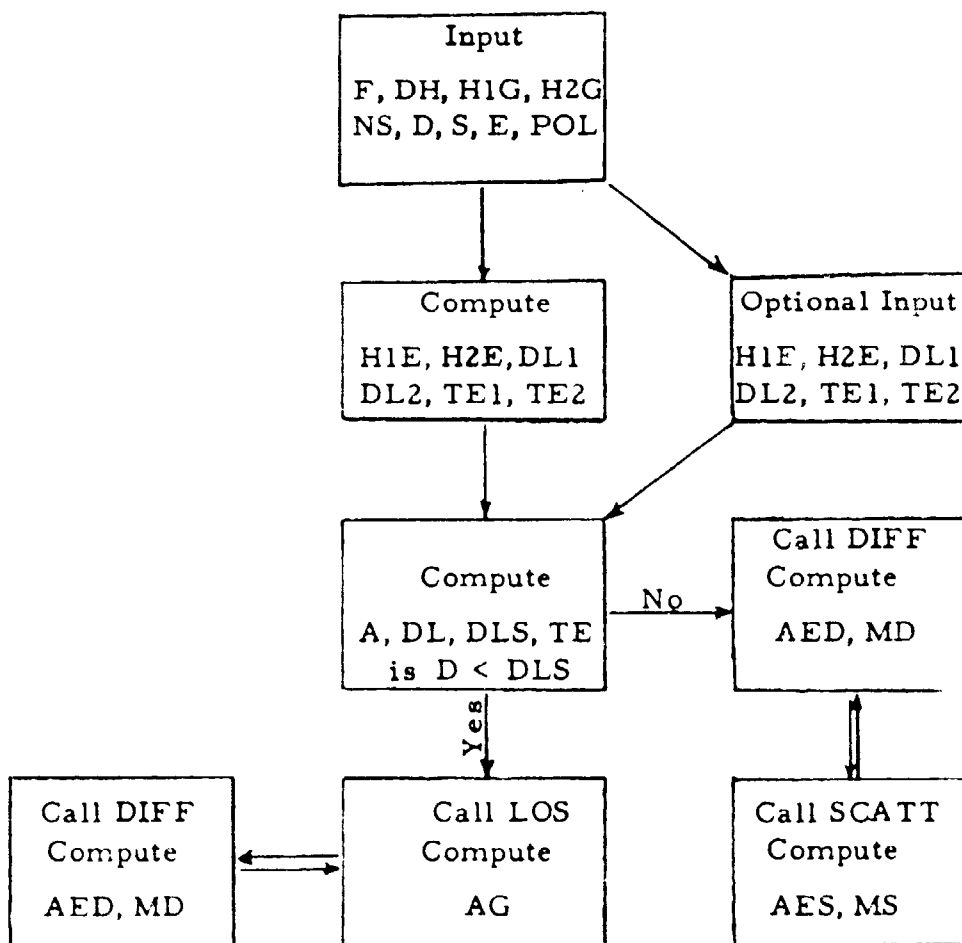 Input
F, DH, H1G, H2G
NS, D, S, E, POL
Compute
H1E, H2E, DL1
DL2, TE1, TE2
Optional Input
H1E, H2E, DL1
DL2, TE1, TE2
Compute
A, DL, DLS, TE
is D < DLS
No
Call DIFF
Compute
AED, MD
Yes
Call DIFF
Compute
AED, MD
Call LOS
Compute
AG
Call SCATT
Compute
AES, MS